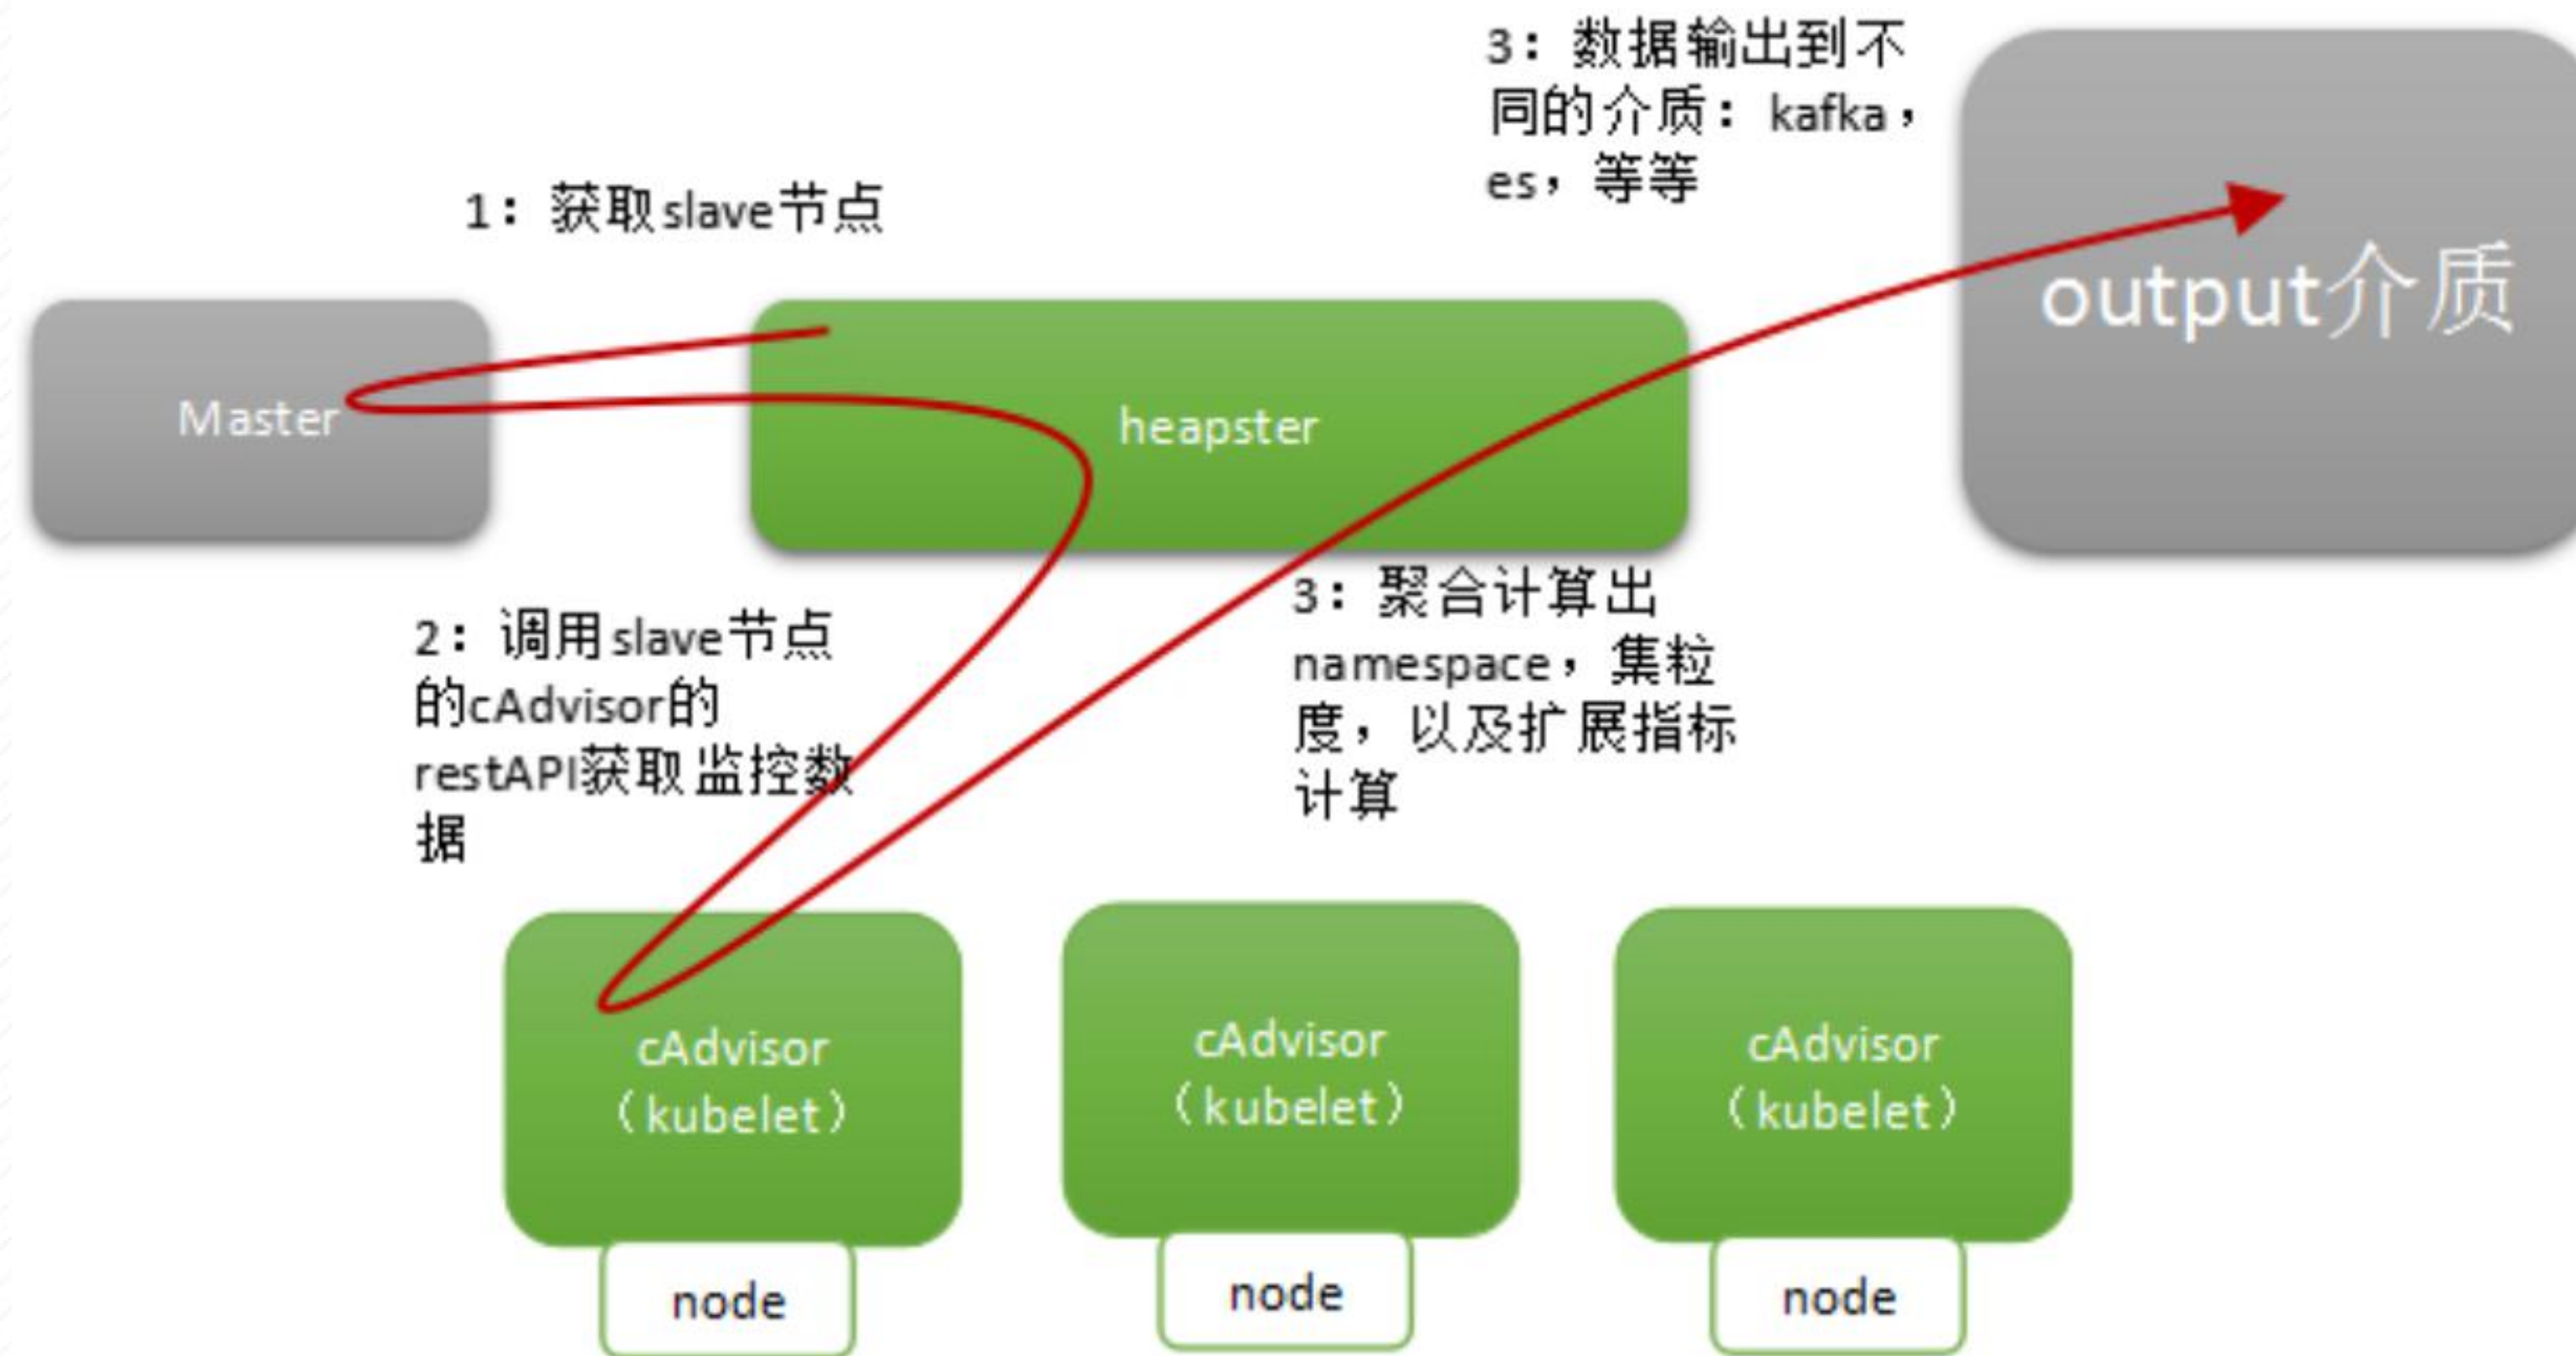 3：数据输出到不
同的介质：kafka，
es，等等
1：获取slave节点
output介质
Master
heapster
3：聚合计算出
namespace，集粒
度，以及扩展指标
计算
2：调用slave节点
的cAdvisor的
restAPI获取监控数
据
cAdvisor
（kubelet）
cAdvisor
（kubelet）
cAdvisor
（kubelet）
node
node
node